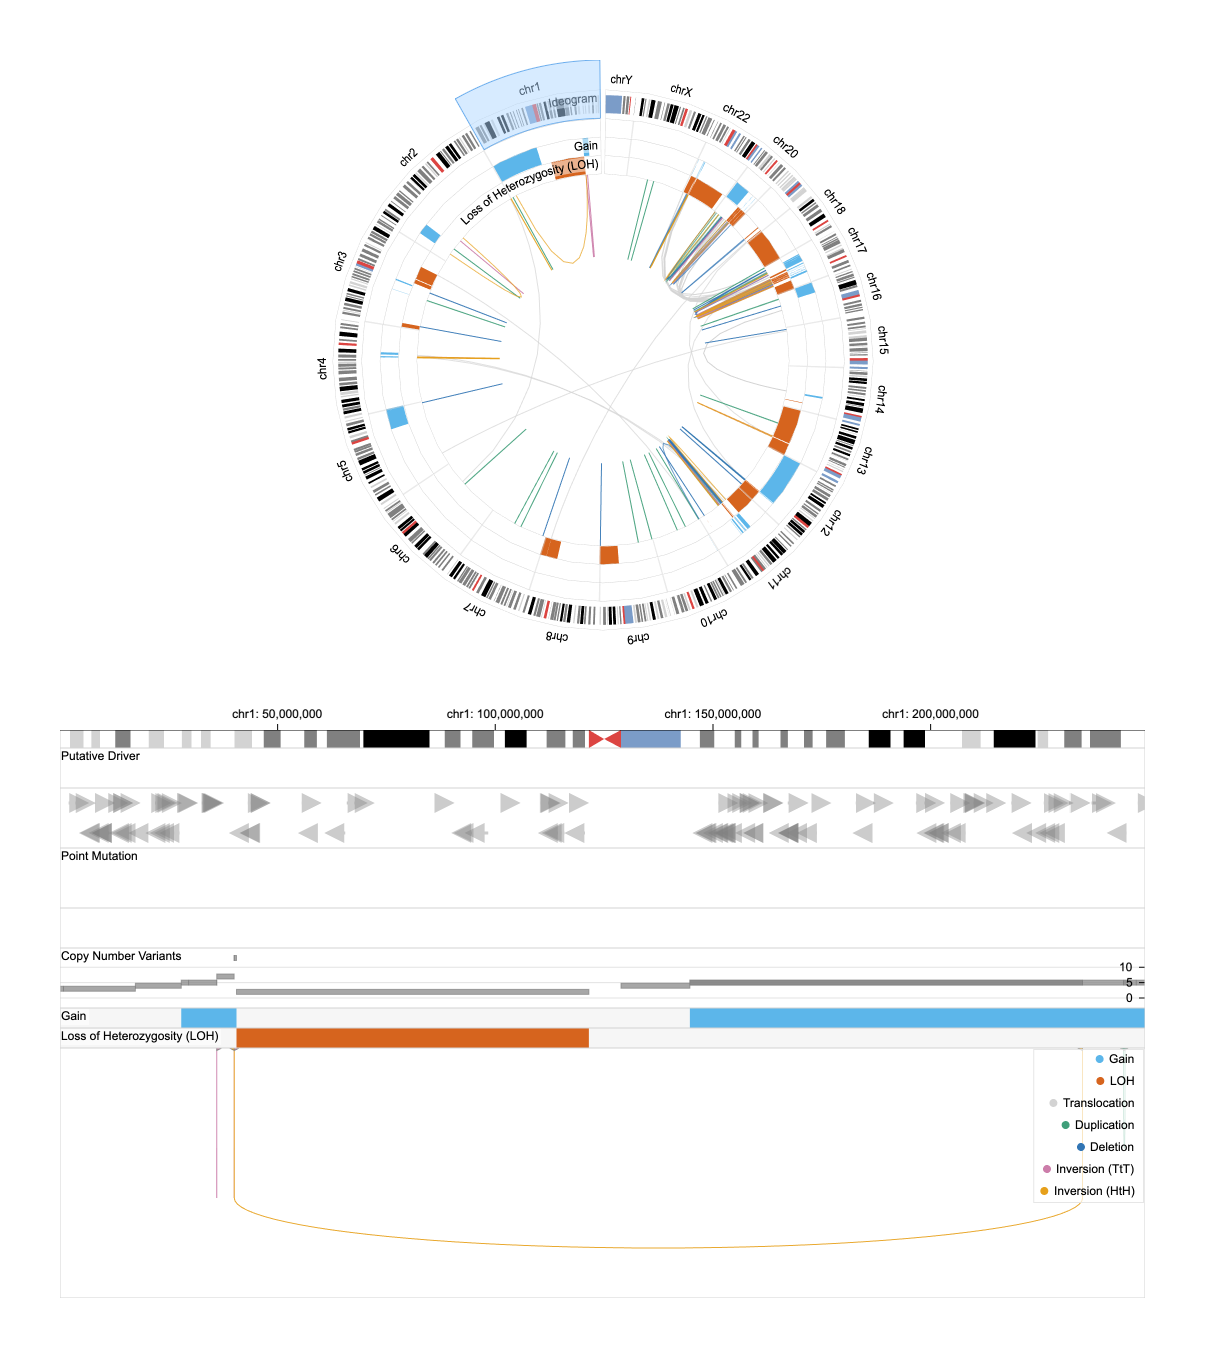 chr1
Ideogram
Gain
Loss of Heterozygosity (LOH)
chrY
chrX
chr22
chr20
chr18
chr17
chr16
chr15
chr14
chr13
chr12
chr11
chr10
chr9
chr8
chr7
chr6
chr5
chr4
chr3
chr2
chr1: 50,000,000 chr1: 100,000,000 chr1: 150,000,000 chr1: 200,000,000
Putative Driver
Point Mutation
Copy Number Variants
10
5
0
Gain
Loss of Heterozygosity (LOH)
Gain
LOH
Translocation
Duplication
Deletion
Inversion (TtT)
Inversion (HtH)